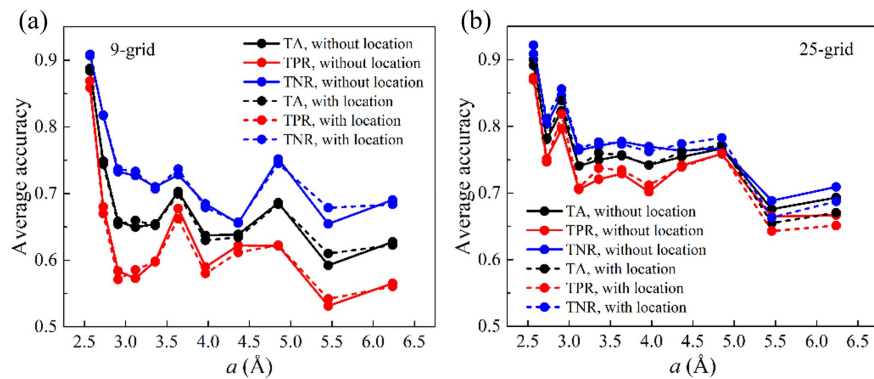 (a)
9-grid
TA, without location
TPR, without location
TNR, without location
TA, with location
TPR, with location
TNR, with location
Average accuracy
0.9
0.8
0.7
0.6
0.5
2.5 3.0 3.5 4.0 4.5 5.0 5.5 6.0 6.5
a (Å)
(b)
25-grid
TA, without location
TPR, without location
TNR, without location
TA, with location
TPR, with location
TNR, with location
Average accuracy
0.9
0.8
0.7
0.6
0.5
2.5 3.0 3.5 4.0 4.5 5.0 5.5 6.0 6.5
a (Å)